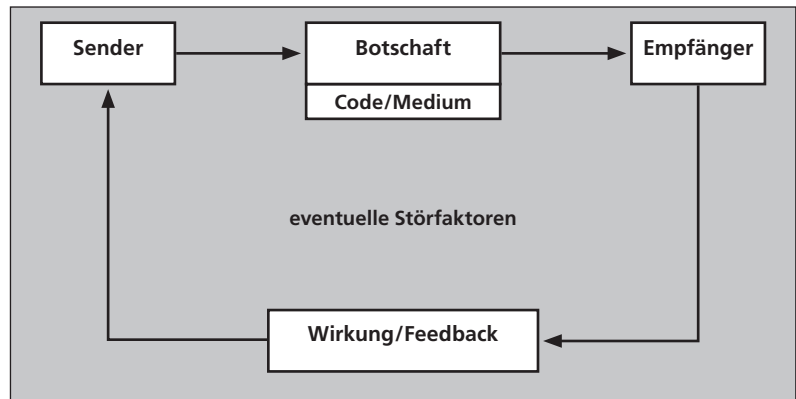 Sender
Botschaft
Empfänger
Code/Medium
eventuelle Störfaktoren
Wirkung/Feedback